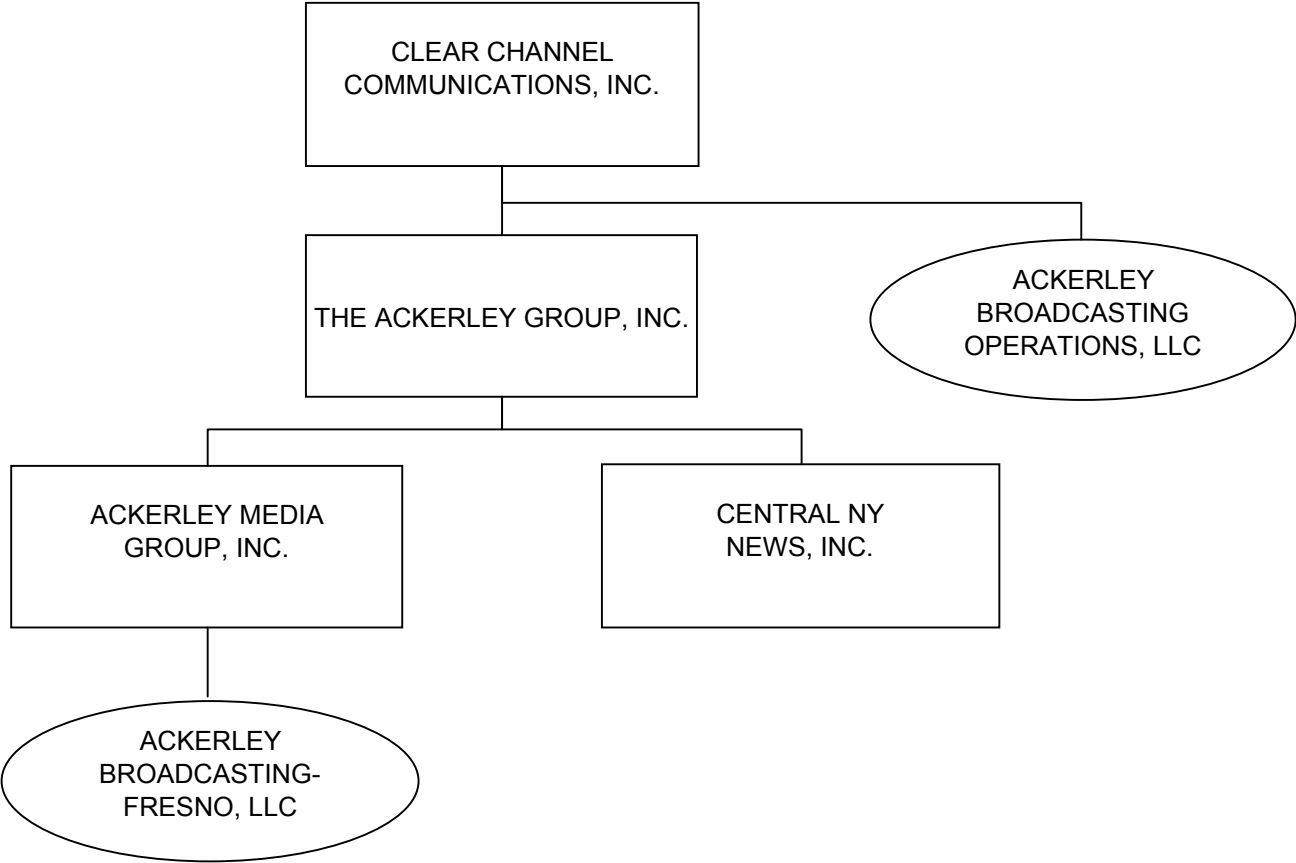 CLEAR CHANNEL
COMMUNICATIONS, INC.
THE ACKERLEY GROUP, INC.
ACKERLEY
BROADCASTING
OPERATIONS, LLC
ACKERLEY MEDIA
GROUP, INC.
CENTRAL NY
NEWS, INC.
ACKERLEY
BROADCASTING-
FRESNO, LLC